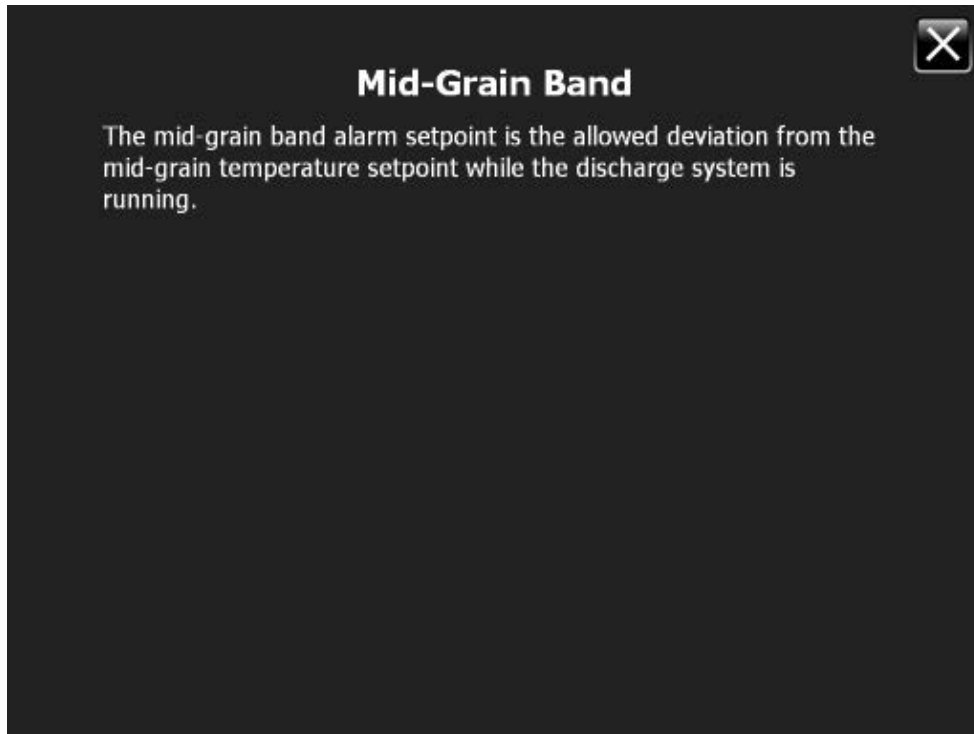 Mid-Grain Band
The mid-grain band alarm setpoint is the allowed deviation from the
mid-grain temperature setpoint while the discharge system is
running.